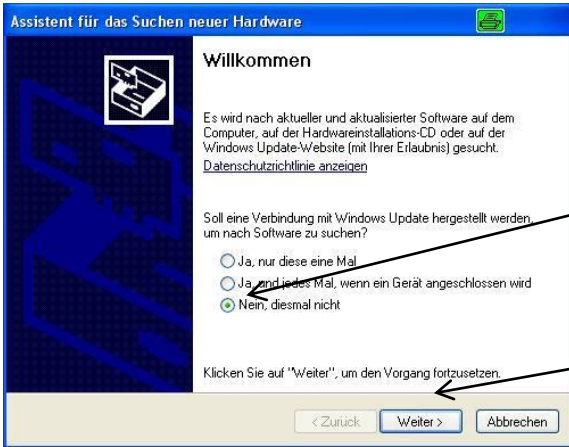 Assistent für das Suchen neuer Hardware
Willkommen
Es wird nach aktueller und aktualisierter Software auf dem
Computer, auf der Hardwareinstallations-CD oder auf der
Windows Update-Website (mit Ihrer Erlaubnis) gesucht.
Datenschutzrichtlinie anzeigen
Soll eine Verbindung mit Windows Update hergestellt werden,
um nach Software zu suchen?
Ja, nur diese eine Mal
Ja, und jedes Mal, wenn ein Gerät angeschlossen wird
Nein, diesmal nicht
Klicken Sie auf "Weiter", um den Vorgang fortzusetzen.
< Zurück
Weiter >
Abbrechen